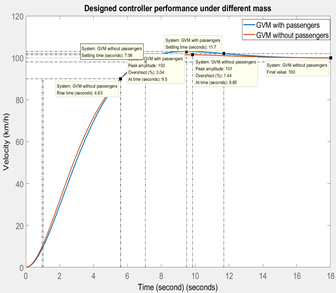 Designed controller performance under different mass
GVM with passengers
GVM without passengers
System: GVM without passengers
Settling time (seconds): 7.06
System: GVM with passengers
Settling time (seconds): 11.7
System: GVM with passengers
Peak amplitude: 103
Overshoot (%): 3.04
At time (seconds): 9.5
System: GVM without passengers
Peak amplitude: 101
Overshoot (%): 1.44
At time (seconds): 9.85
System: GVM without passengers
Final value: 100
System: GVM without passengers
Rise time (seconds): 4.63
Velocity (km/h)
120
100
80
60
40
20
0
0 2 4 6 8 10 12 14 16 18
Time (second) (seconds)